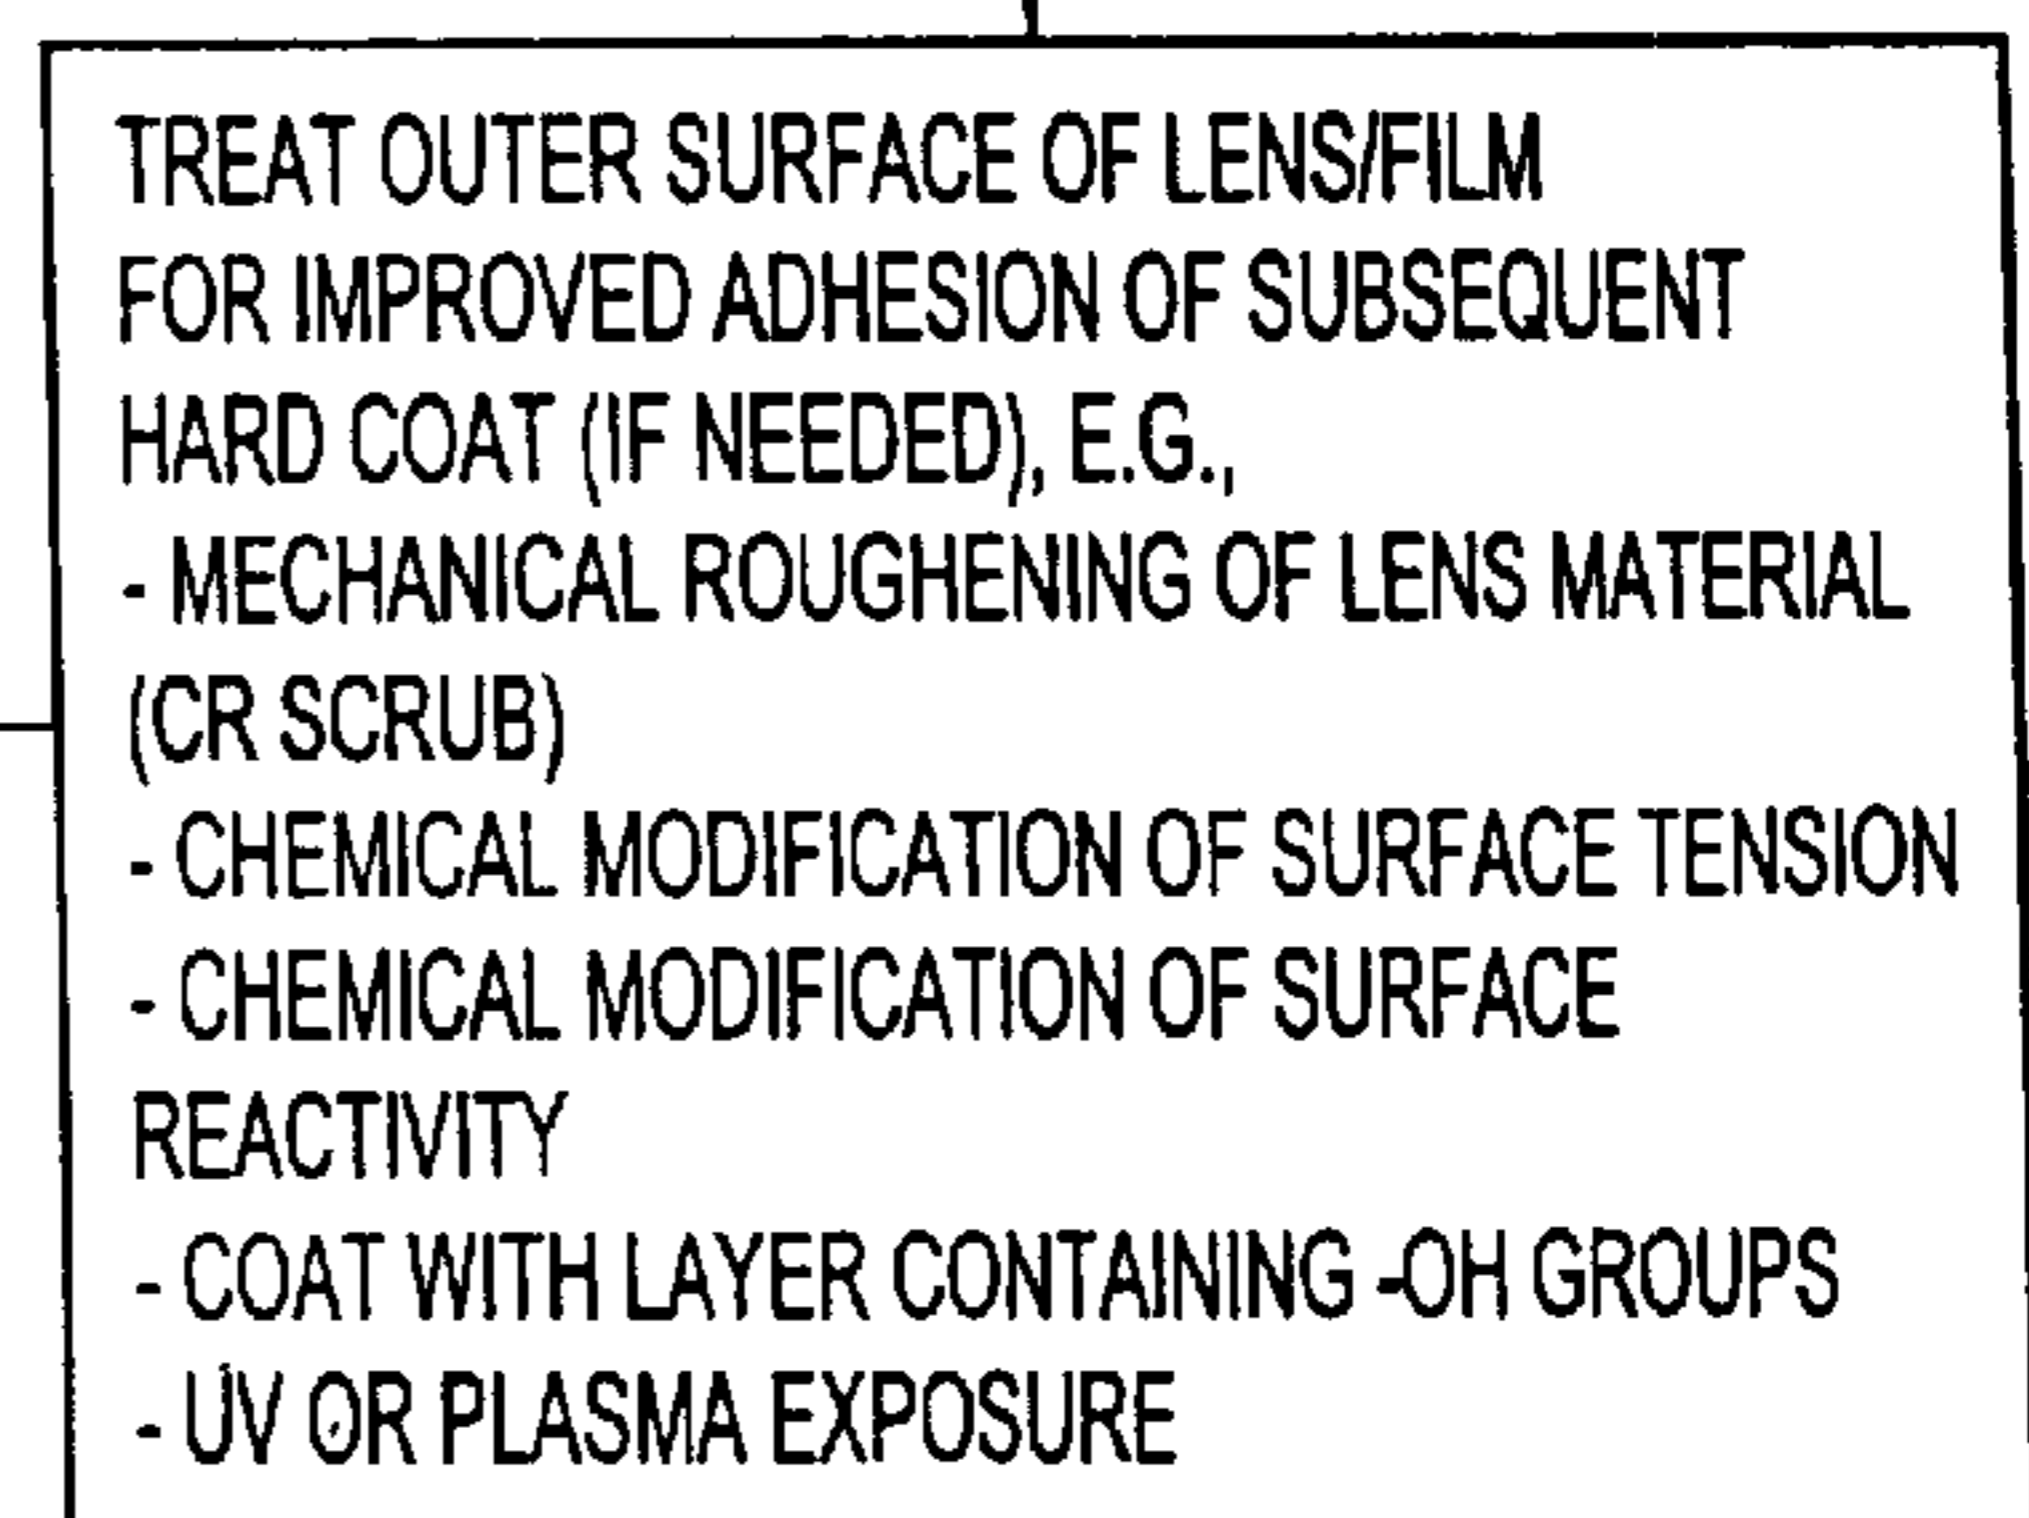 TREAT OUTER SURFACE OF LENS/FILM
FOR IMPROVED ADHESION OF SUBSEQUENT
HARD COAT (IF NEEDED), E.G.,
- MECHANICAL ROUGHENING OF LENS MATERIAL
(CR SCRUB)
- CHEMICAL MODIFICATION OF SURFACE TENSION
- CHEMICAL MODIFICATION OF SURFACE
REACTIVITY
- COAT WITH LAYER CONTAINING -OH GROUPS
- UV OR PLASMA EXPOSURE